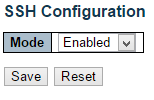 SSH Configuration
Mode Enabled
Save Reset